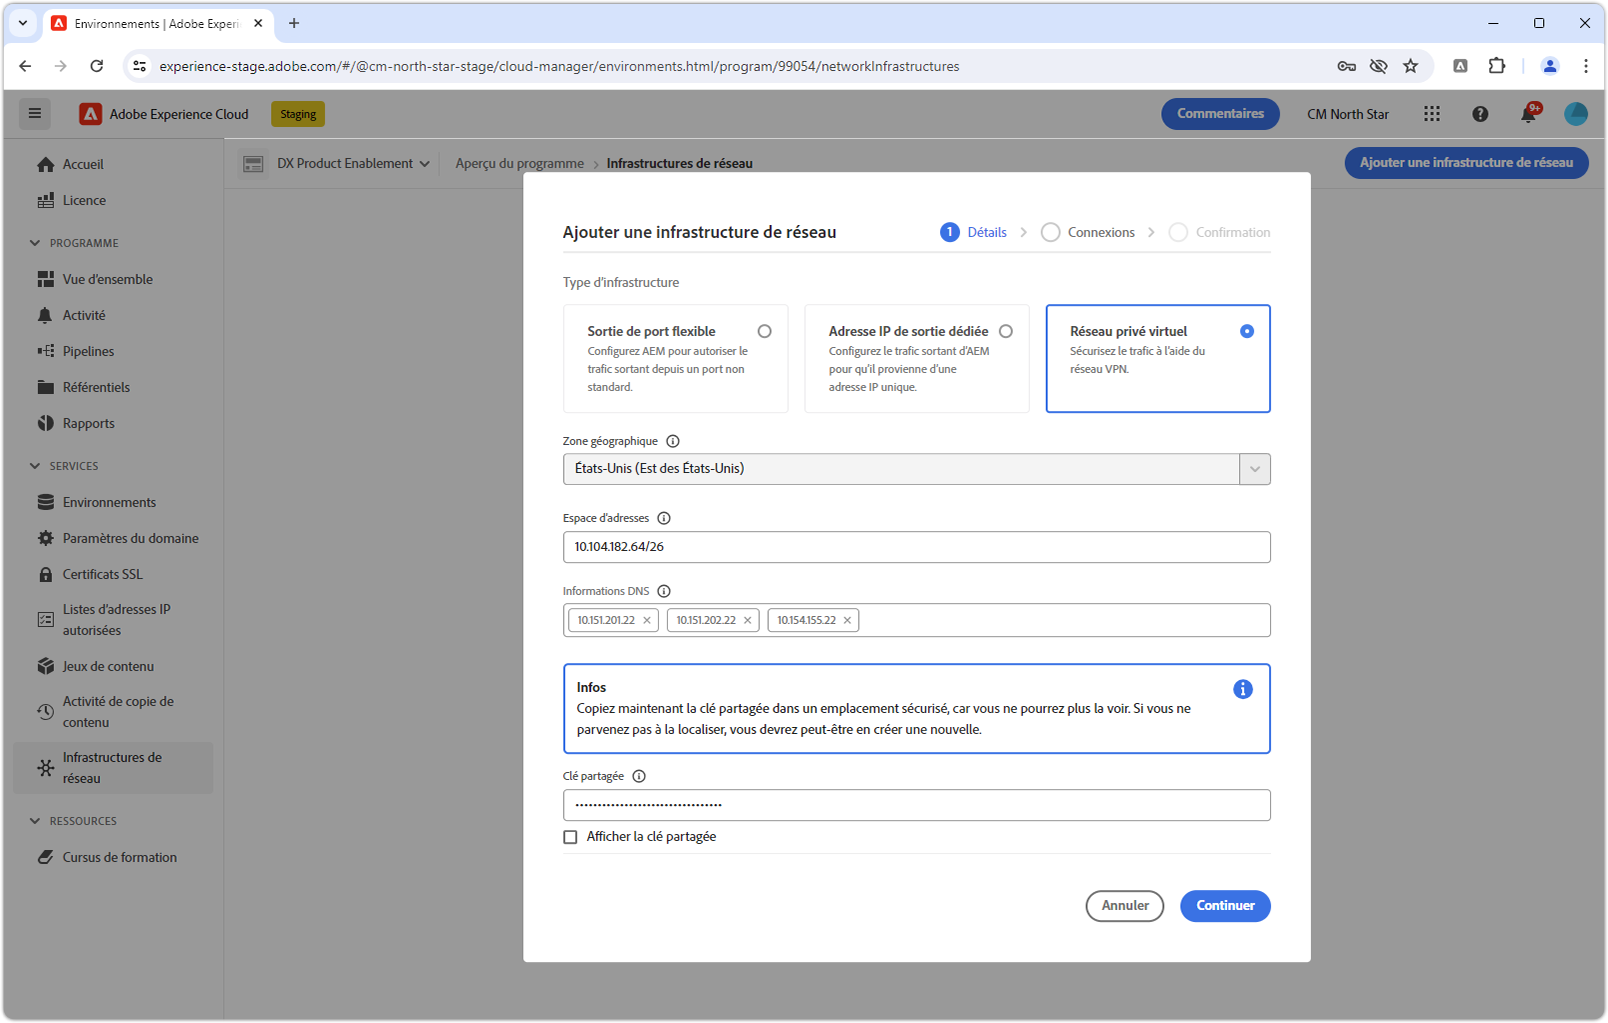 Environnements | Adobe Experi
experience-stage.adobe.com/#/@cm-north-star-stage/cloud-manager/environments.html/program/99054/networkInfrastructures
Adobe Experience Cloud
Staging
Commentaires
CM North Star
9+
Accueil
Licence
PROGRAMME
Vue d'ensemble
Activité
Pipelines
Référentiels
Rapports
SERVICES
Environnements
Paramètres du domaine
Certificats SSL
Listes d'adresses IP
autorisées
Jeux de contenu
Activité de copie de
contenu
Infrastructures de
réseau
RESSOURCES
Cursus de formation
DX Product Enablement
Aperçu du programme
Infrastructures de réseau
Ajouter une infrastructure de réseau
Ajouter une infrastructure de réseau
1 Détails
Connexions
Confirmation
Type d'infrastructure
Sortie de port flexible
Configurez AEM pour autoriser le
trafic sortant depuis un port non
standard.
Adresse IP de sortie dédiée
Configurez le trafic sortant d'AEM
pour qu'il provienne d'une
adresse IP unique.
Réseau privé virtuel
Sécurisez le trafic à l'aide du
réseau VPN.
Zone géographique
États-Unis (Est des États-Unis)
Espace d'adresses
10.104.182.64/26
Informations DNS
10.151.201.22
10.151.202.22
10.154.155.22
Infos
Copiez maintenant la clé partagée dans un emplacement sécurisé, car vous ne pourrez plus la voir. Si vous ne
parvenez pas à la localiser, vous devrez peut-être en créer une nouvelle.
Clé partagée
Afficher la clé partagée
Annuler
Continuer